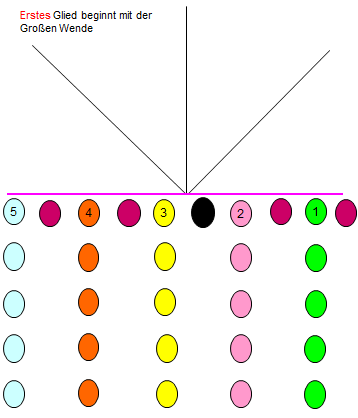 Erstes Glied beginnt mit der
Großen Wende
5 4 3 2 1